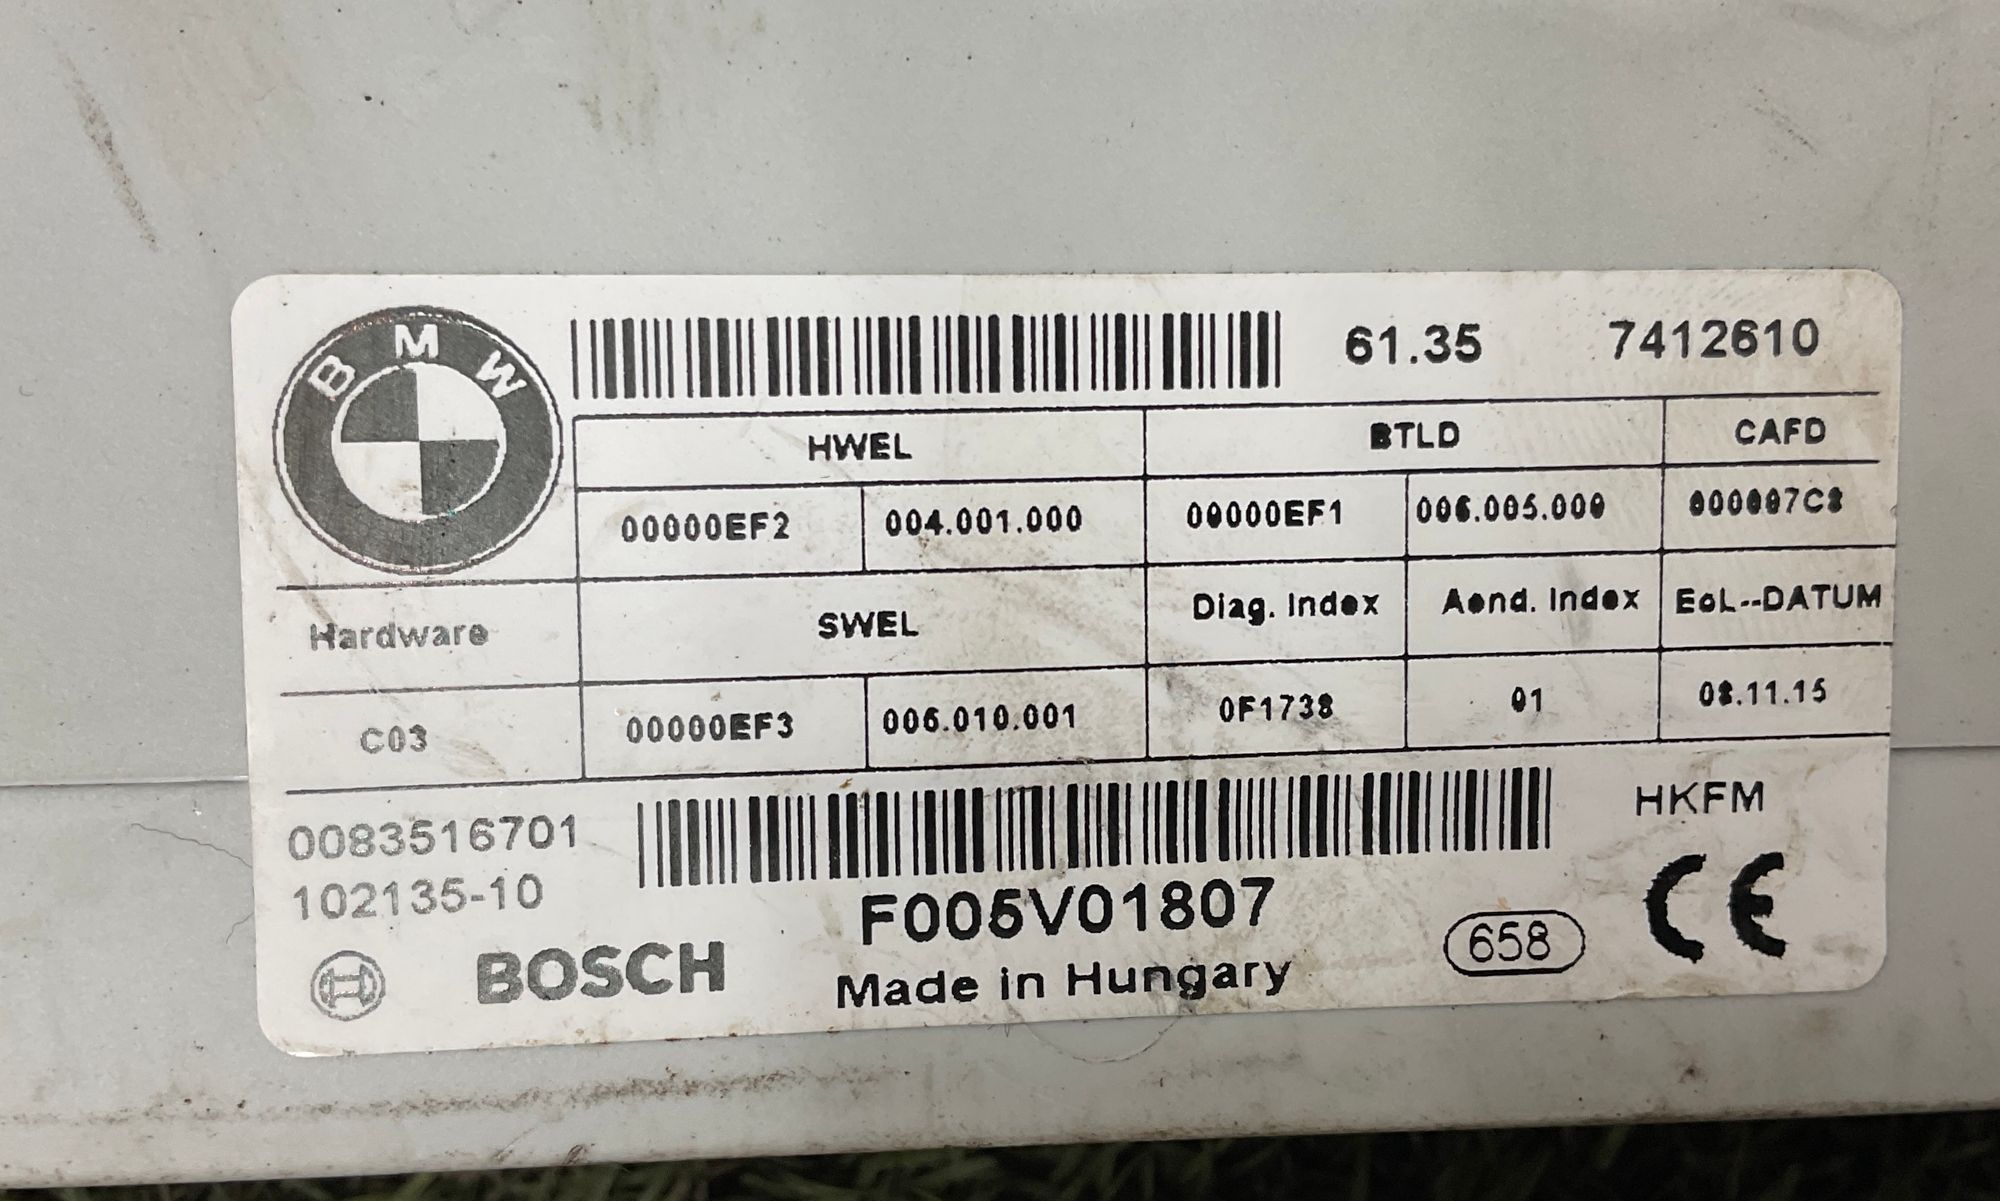 BMW
61.35 7412610
HWEL BTLD CAFD
00000EF2 004.001.000 00000EF1 006.005.000 000007C8
Hardware SWEL Diag. Index Aend. Index EoL--DATUM
C03 00000EF3 006.010.001 0F1738 01 08.11.15
0083516701 HKFM
102135-10 F005V01807
BOSCH Made in Hungary 658 CE